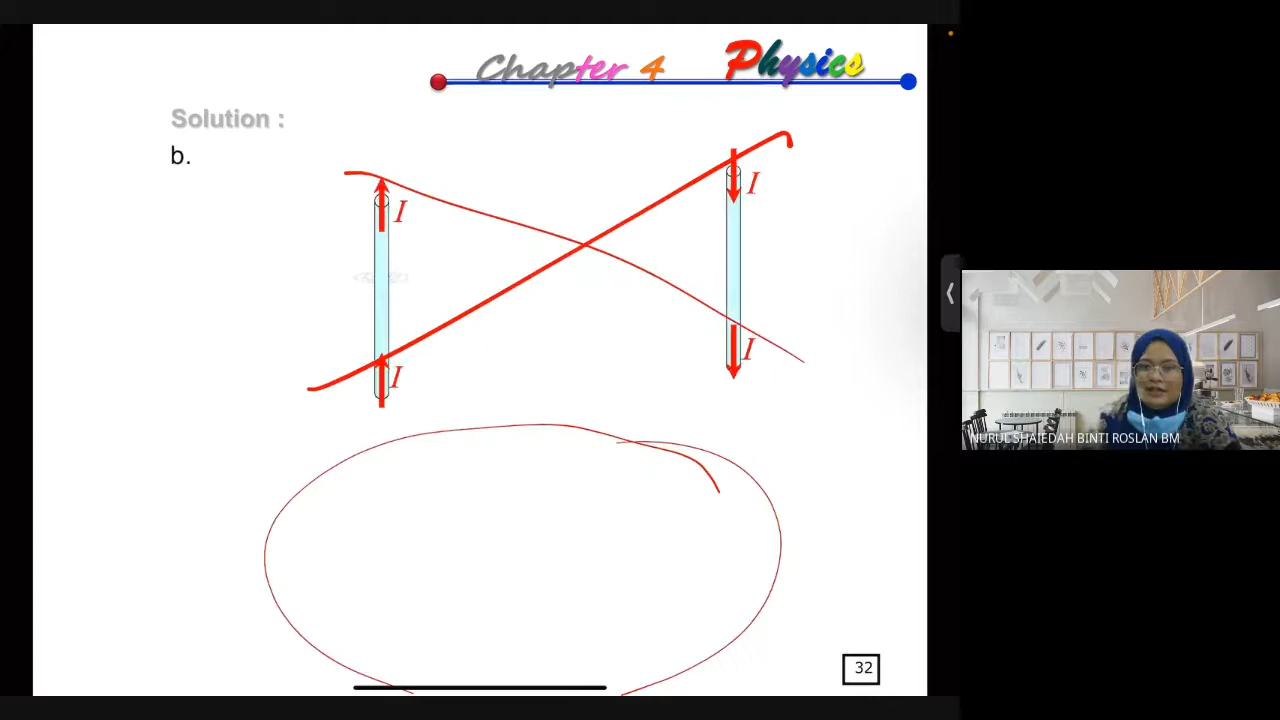 Chapter 4 Physics
Solution :
b.
I
I
I
I
NURUL SHAIEDAH BINTI ROSLAN BM
32